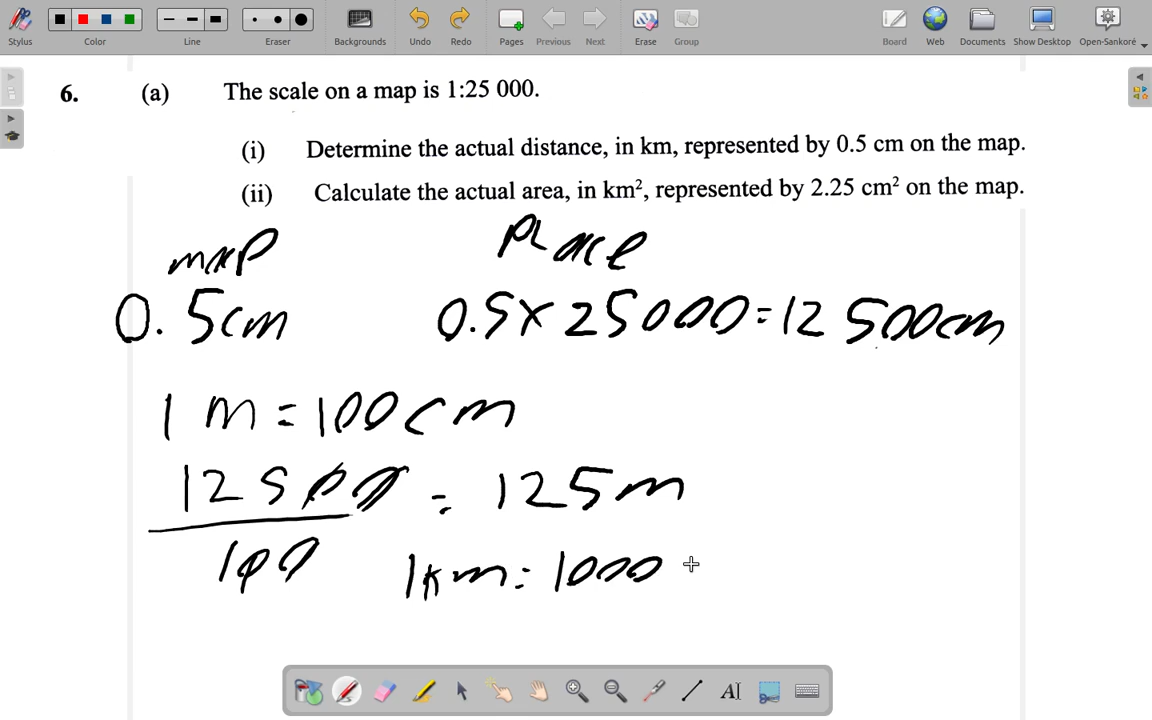 Stylus Color Line Eraser Backgrounds Undo Redo Pages Previous Next Erase Group Board Web Documents Show Desktop Open-Sankoré
6. (a) The scale on a map is 1:25 000.
(i) Determine the actual distance, in km, represented by 0.5 cm on the map.
(ii) Calculate the actual area, in km², represented by 2.25 cm² on the map.
map place
0.5cm 0.5x25000=12 500cm
1 m=100cm
12500 = 125m
100 1km=1000